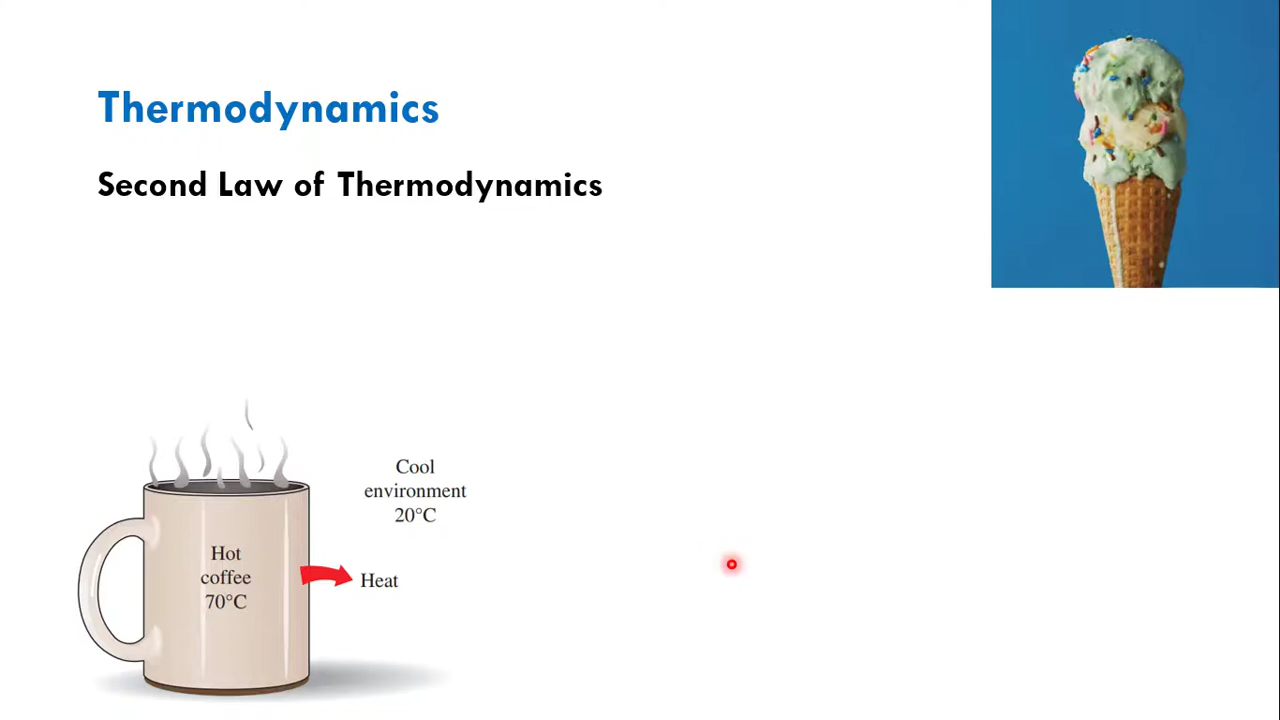 Thermodynamics
Second Law of Thermodynamics
Cool
environment
20°C
Hot
coffee
70°C
Heat